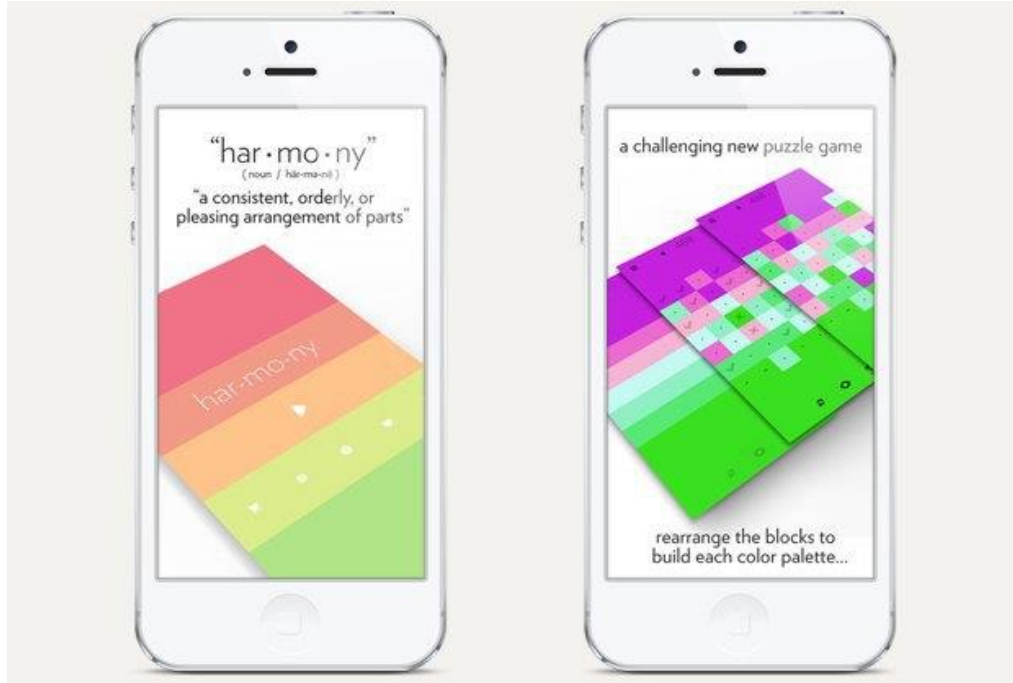 “har•mo•ny”
(noun / här-mə-nē)
“a consistent, orderly, or
pleasing arrangement of parts”
har-mo-ny
a challenging new puzzle game
rearrange the blocks to
build each color palette...